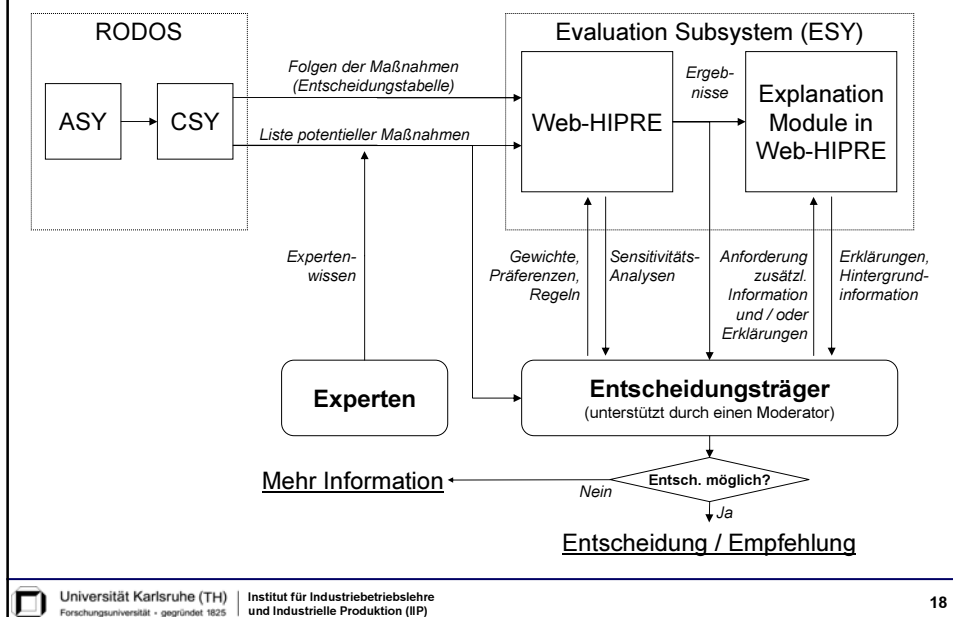 RODOS
Evaluation Subsystem (ESY)
Folgen der Maßnahmen
(Entscheidungstabelle)
Ergeb-
nisse
ASY
CSY
Liste potentieller Maßnahmen
Web-HIPRE
Explanation
Module in
Web-HIPRE
Experten-
wissen
Gewichte,
Präferenzen,
Regeln
Sensitivitäts-
Analysen
Anforderung
zusätzl.
Information
und / oder
Erklärungen
Erklärungen,
Hintergrund-
information
Experten
Entscheidungsträger
(unterstützt durch einen Moderator)
Entsch. möglich?
Mehr Information
Nein
Ja
Entscheidung / Empfehlung
Universität Karlsruhe (TH)
Forschungsuniversität - gegründet 1825
Institut für Industriebetriebslehre
und Industrielle Produktion (IIP)
18